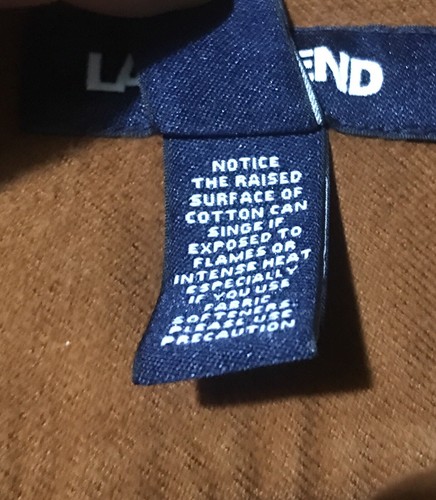 LA END
NOTICE
THE RAISED
SURFACE OF
COTTON CAN
SINGE IF
EXPOSED TO
FLAMES OR
INTENSE HEAT
ESPECIALLY
IF YOU USE
FABRIC
SOFTENERS.
PLEASE USE
PRECAUTION